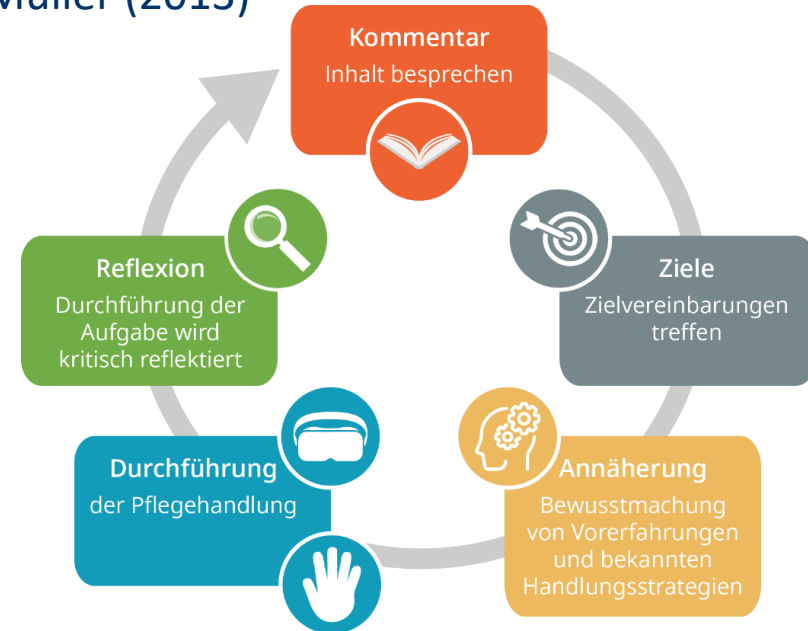 Müller (2015)
Kommentar
Inhalt besprechen
Ziele
Zielvereinbarungen
treffen
Annäherung
Bewusstmachung
von Vorerfahrungen
und bekannten
Handlungsstrategien
Durchführung
der Pflegehandlung
Reflexion
Durchführung der
Aufgabe wird
kritisch reflektiert